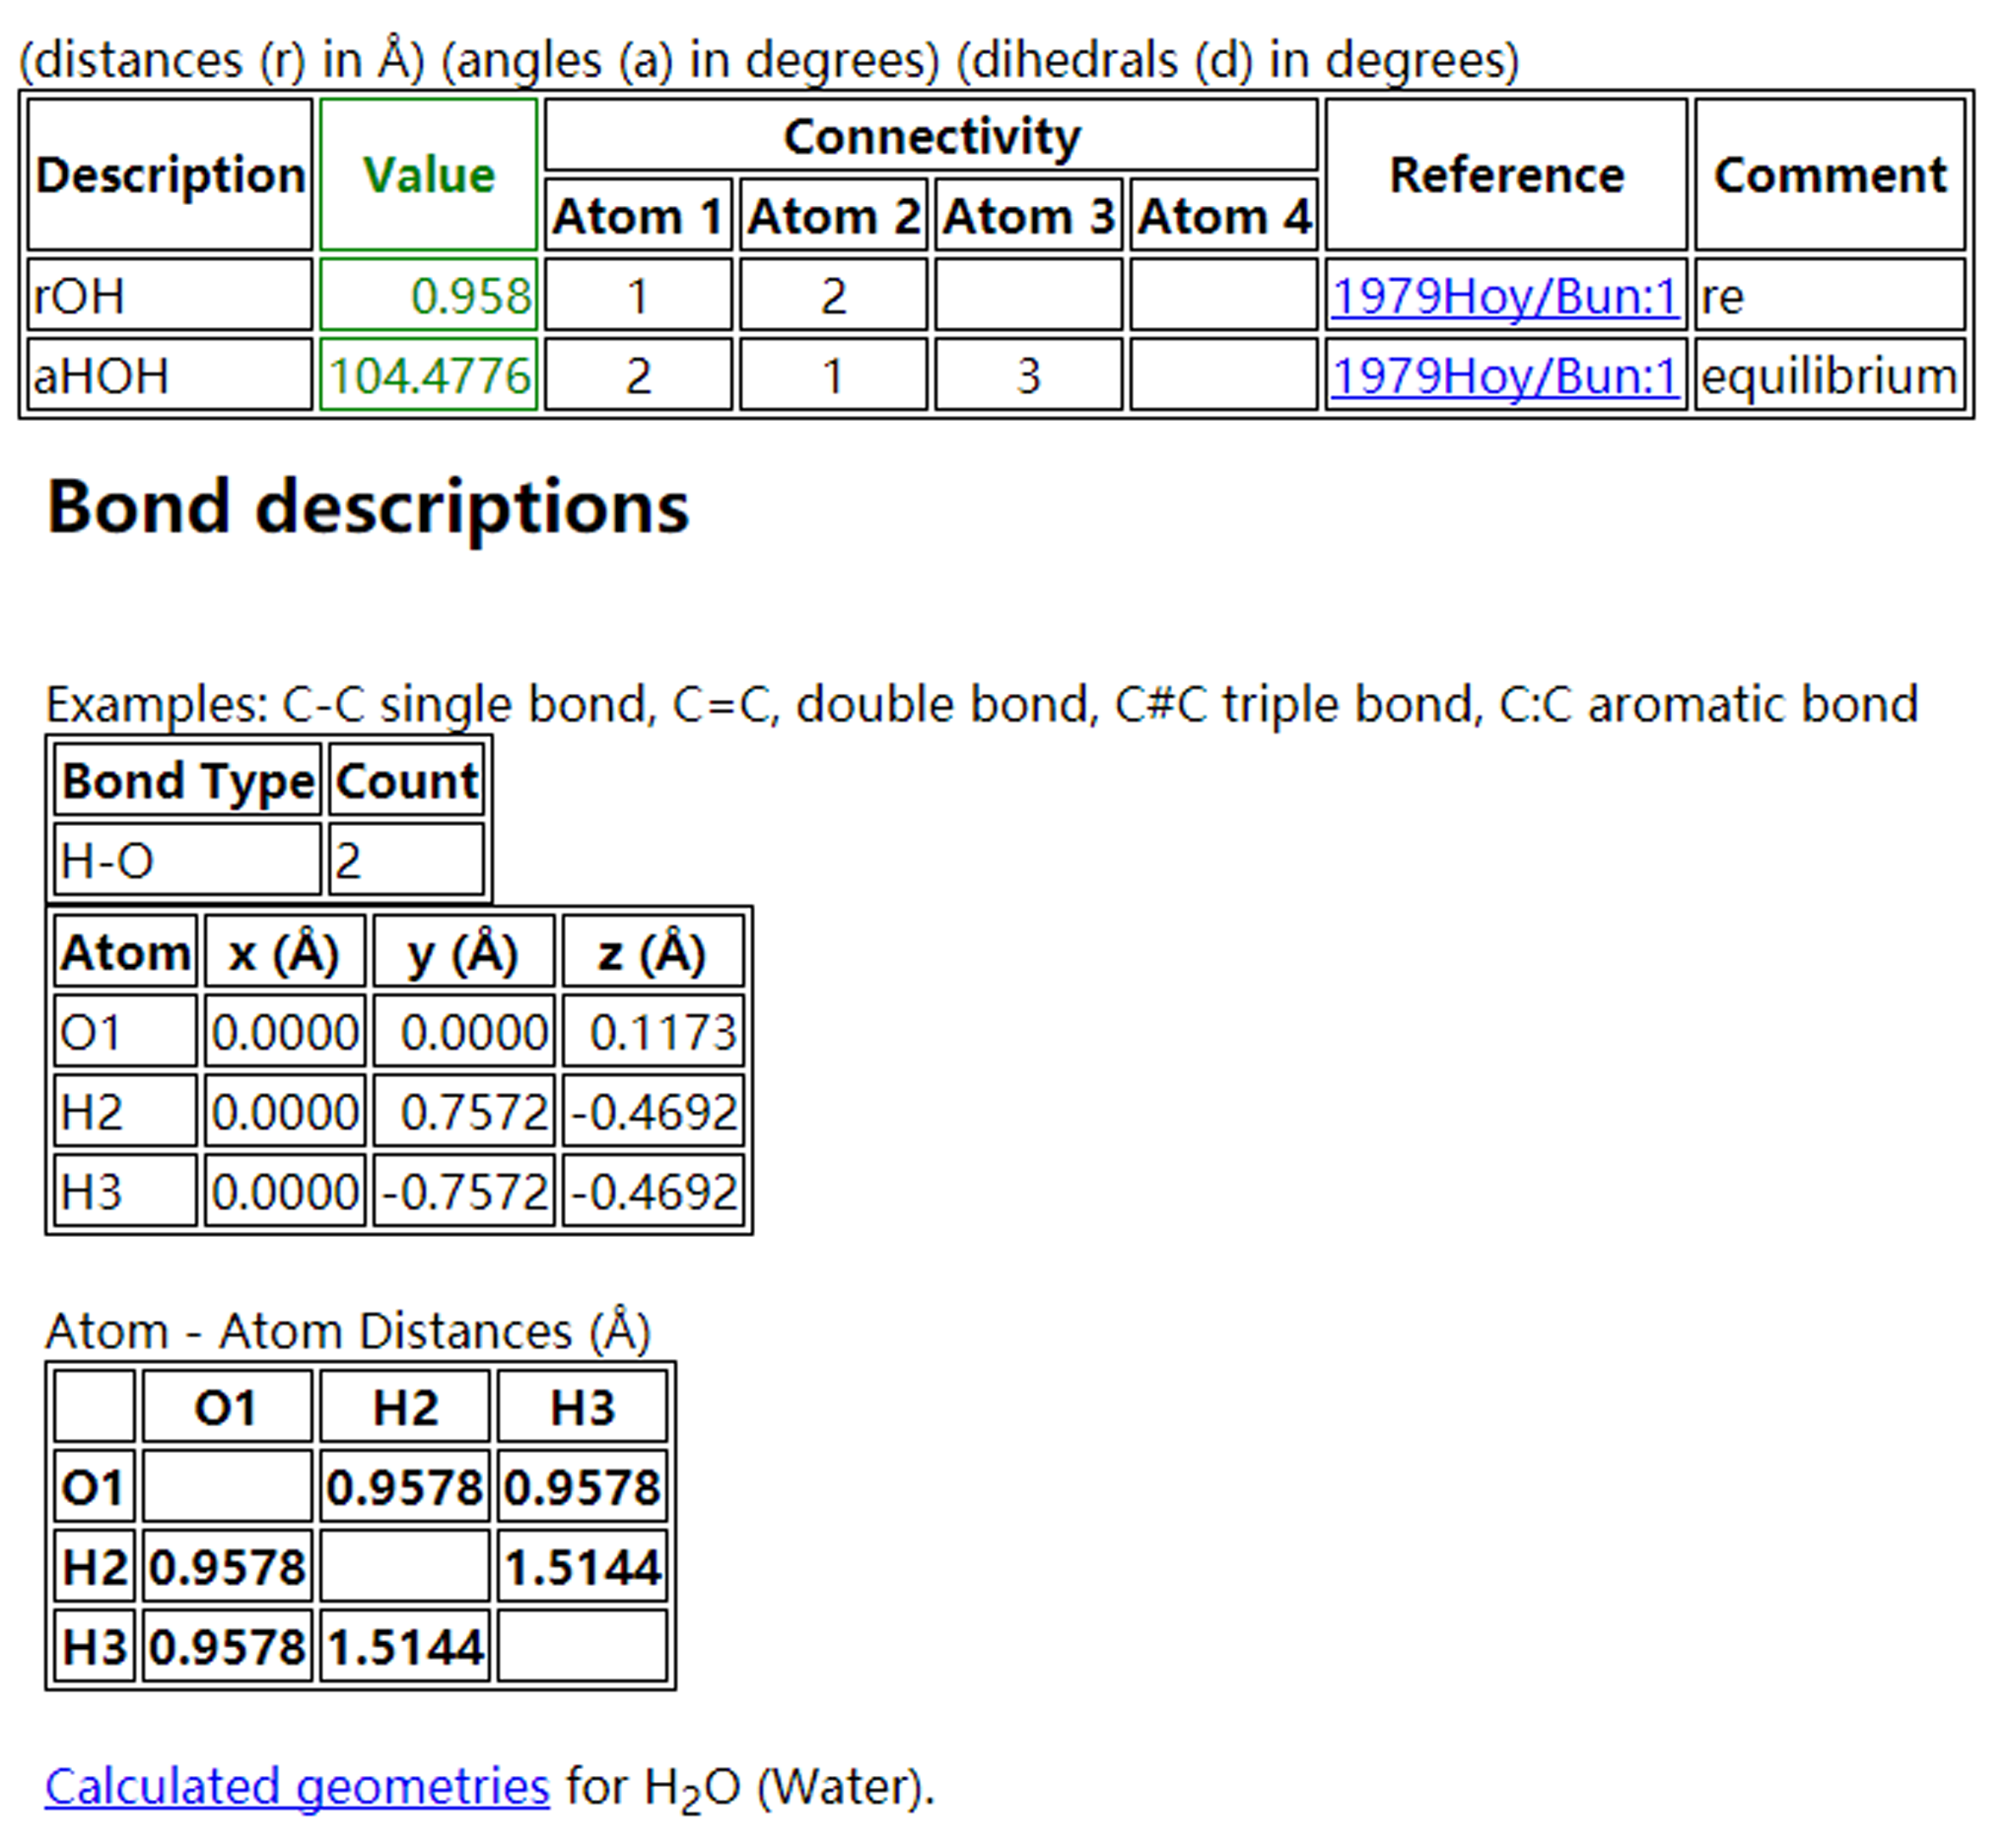 (distances (r) in Å) (angles (a) in degrees) (dihedrals (d) in degrees)
Description Value Connectivity Reference Comment
Atom 1 Atom 2 Atom 3 Atom 4
rOH 0.958 1 2 1979Hoy/Bun:1 re
aHOH 104.4776 2 1 3 1979Hoy/Bun:1 equilibrium
Bond descriptions
Examples: C-C single bond, C=C, double bond, C#C triple bond, C:C aromatic bond
Bond Type Count
H-O 2
Atom x (Å) y (Å) z (Å)
O1 0.0000 0.0000 0.1173
H2 0.0000 0.7572 -0.4692
H3 0.0000 -0.7572 -0.4692
Atom - Atom Distances (Å)
O1 H2 H3
O1 0.9578 0.9578
H2 0.9578 1.5144
H3 0.9578 1.5144
Calculated geometries for H₂O (Water).